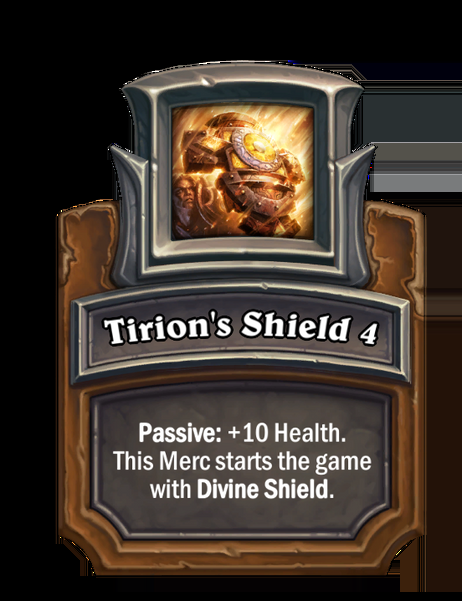 Tirion's Shield 4
Passive: +10 Health.
This Merc starts the game
with Divine Shield.